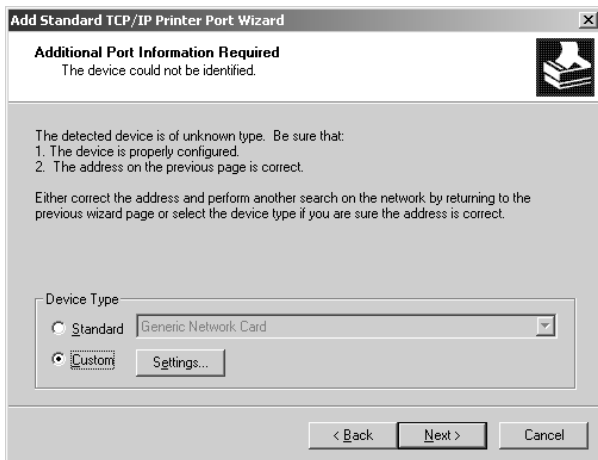 Add Standard TCP/IP Printer Port Wizard
Additional Port Information Required
The device could not be identified.
The detected device is of unknown type. Be sure that:
1. The device is properly configured.
2. The address on the previous page is correct.
Either correct the address and perform another search on the network by returning to the
previous wizard page or select the device type if you are sure the address is correct.
Device Type
Standard Generic Network Card
Custom Settings...
< Back Next > Cancel